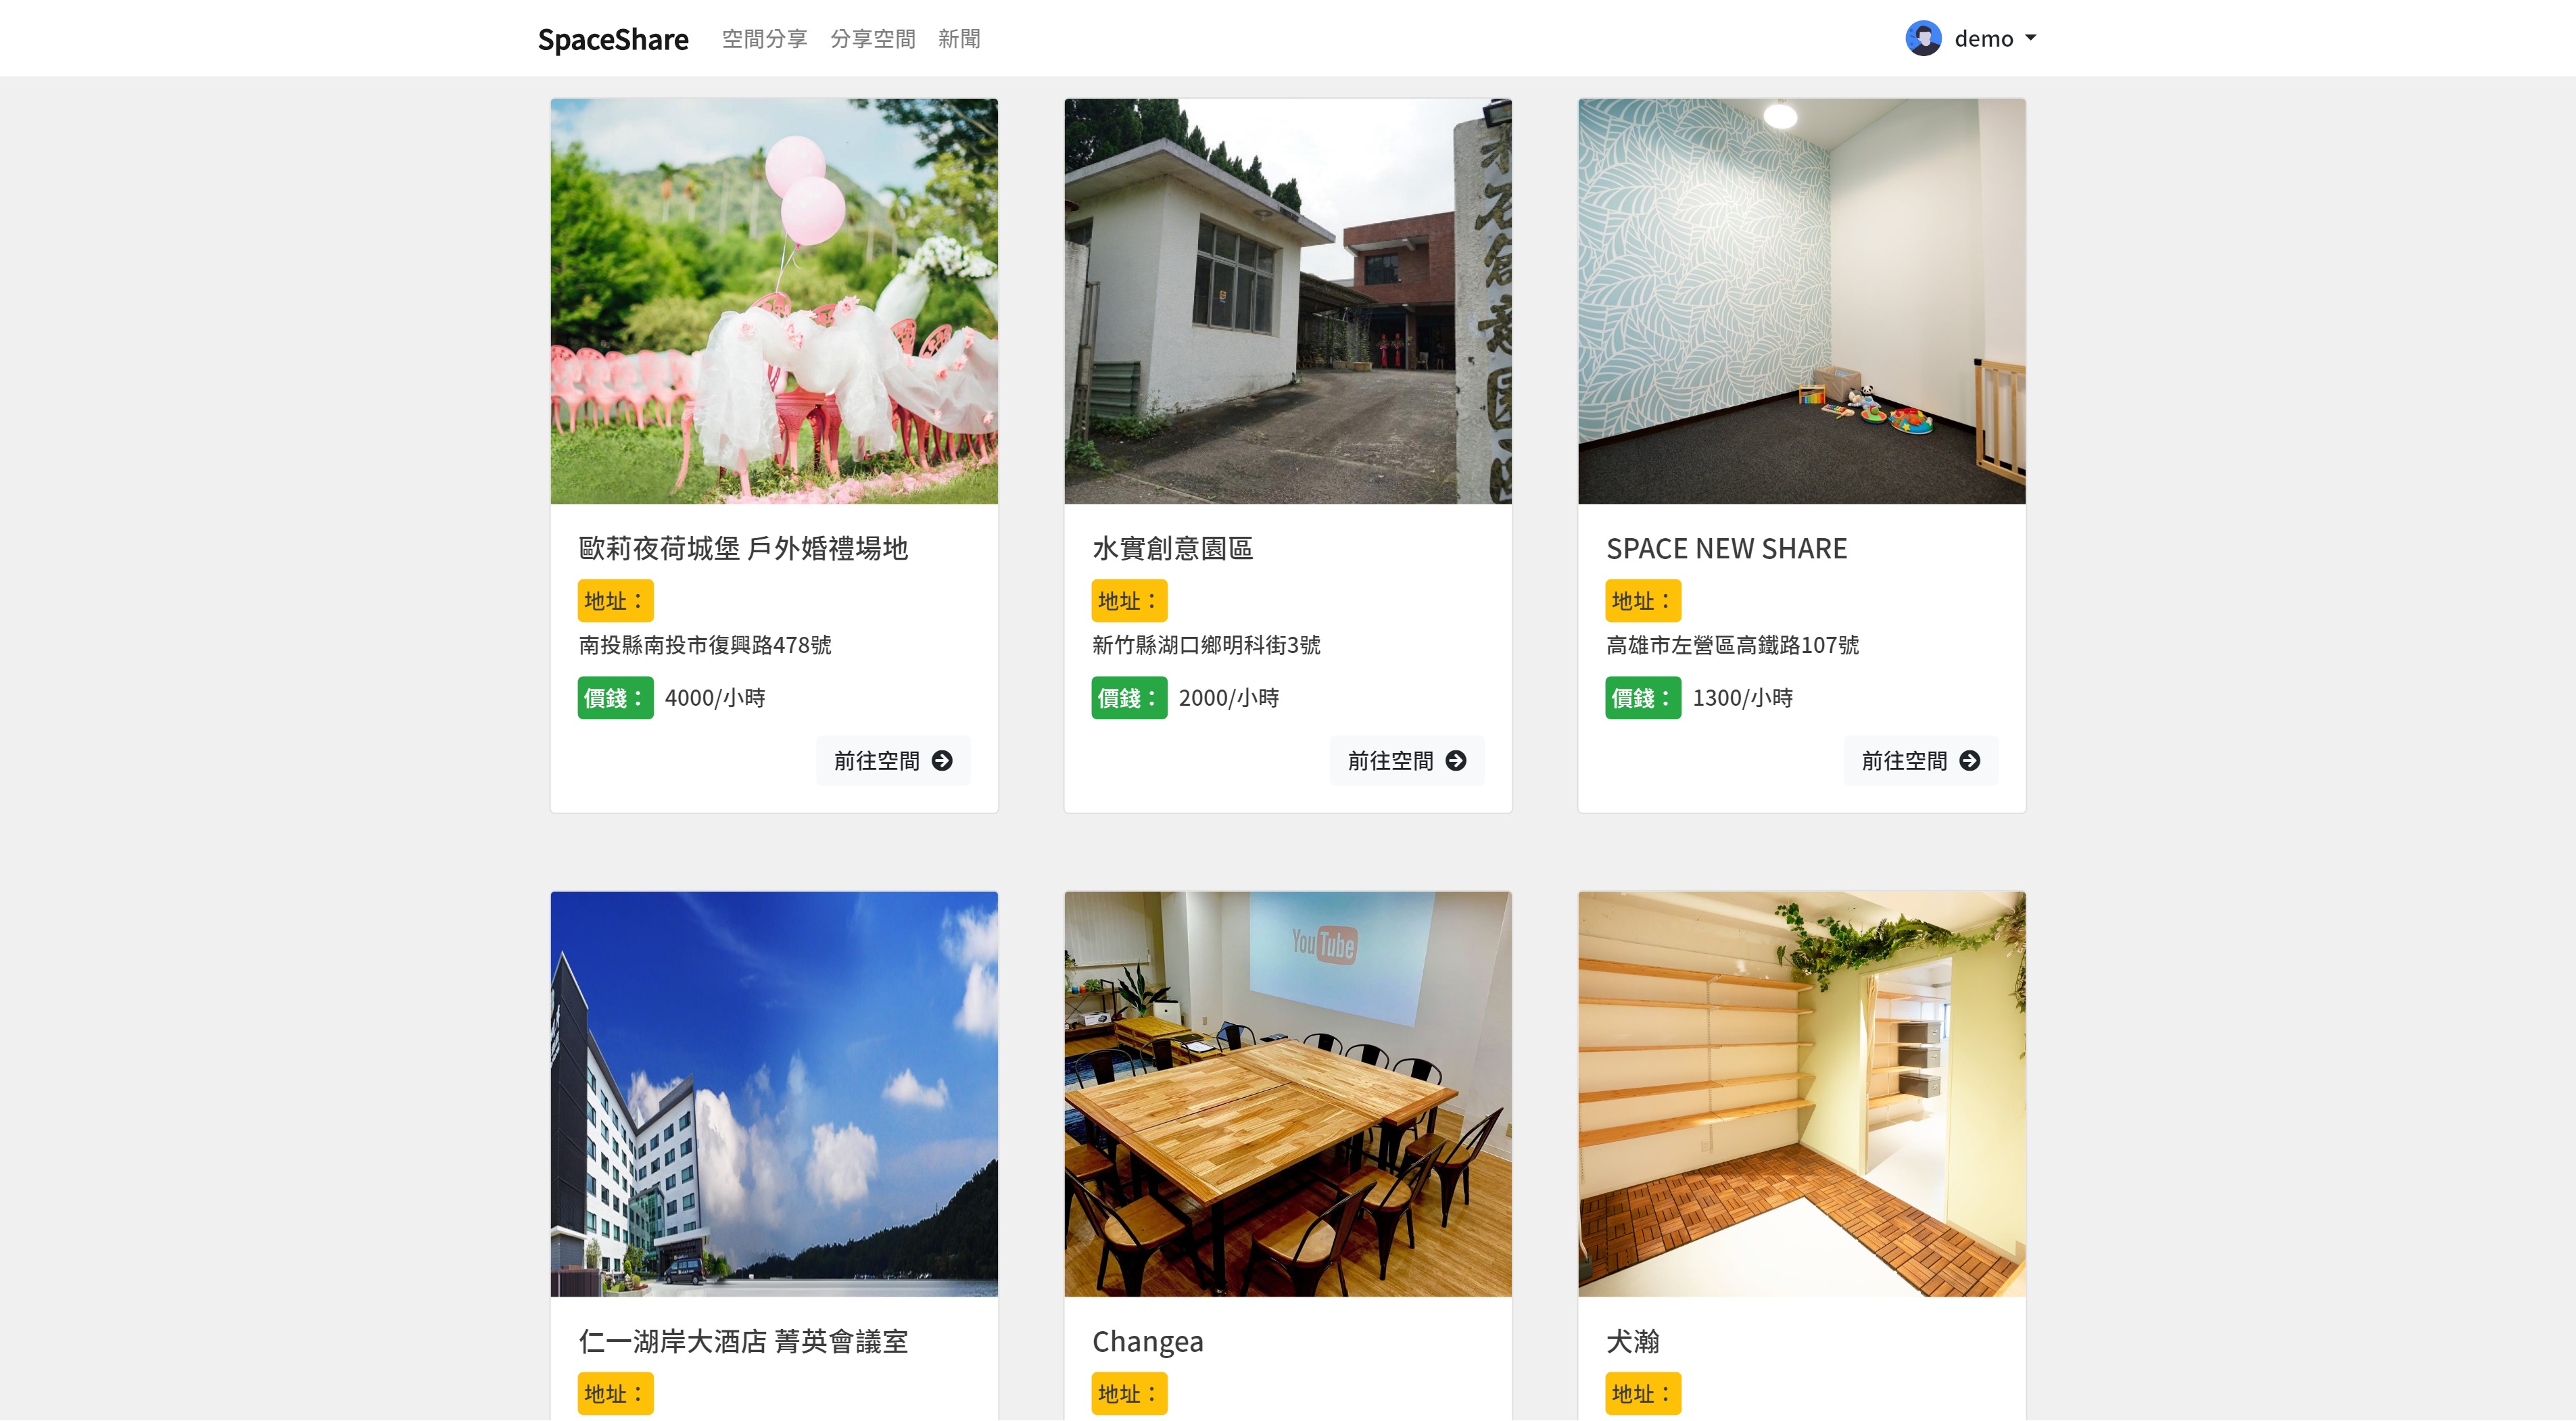 SpaceShare 空間分享 分享空間 新聞 demo
YouTube
歐莉夜荷城堡 戶外婚禮場地
地址：
南投縣南投市復興路478號
價錢： 4000/小時
前往空間
水實創意園區
地址：
新竹縣湖口鄉明科街3號
價錢： 2000/小時
前往空間
SPACE NEW SHARE
地址：
高雄市左營區高鐵路107號
價錢： 1300/小時
前往空間
仁一湖岸大酒店 菁英會議室
地址：
Changea
地址：
犬瀚
地址：